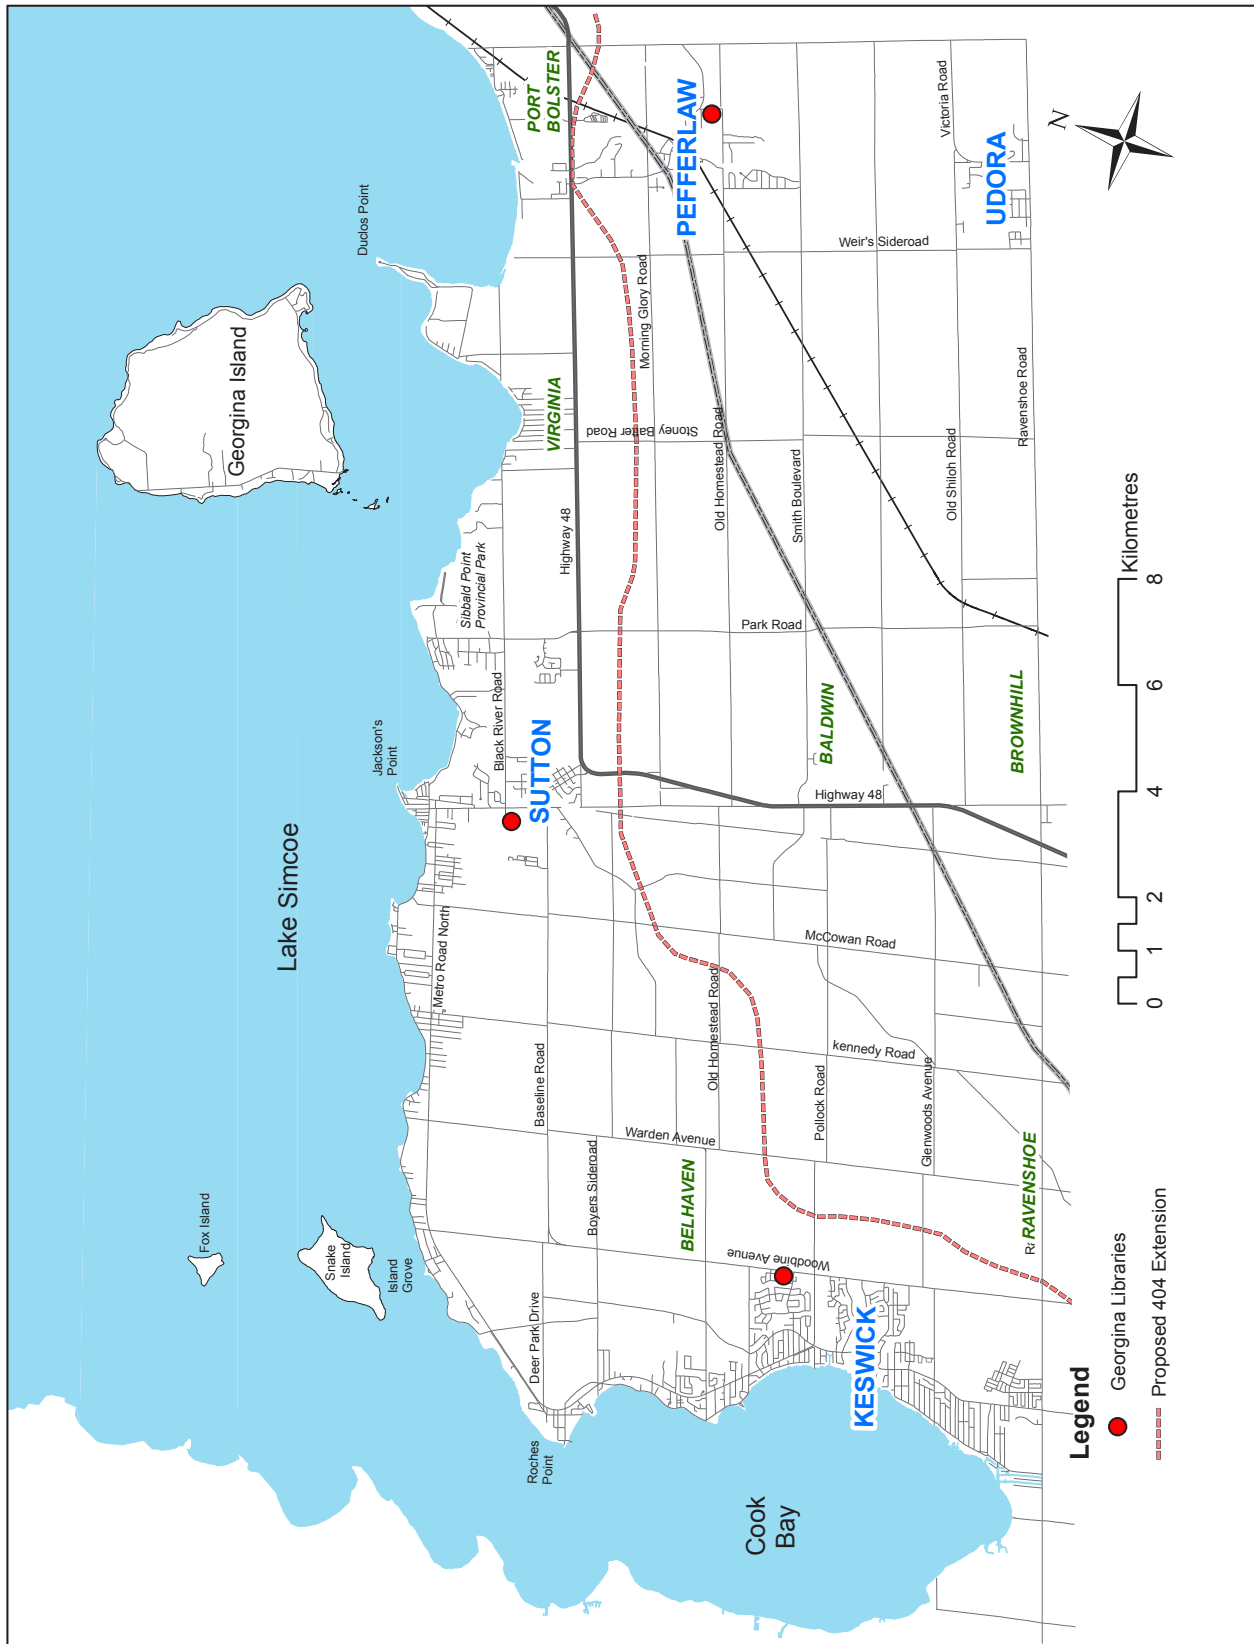 Lake Simcoe
Georgina Island
Fox Island
Snake
Island
Island
Grove
Jackson's
Point
Duclos Point
Sibbald Point
Provincial Park
PORT
BOLSTER
VIRGINIA
Metro Road North
Black River Road
SUTTON
Highway 48
Roches
Point
Deer Park Drive
Baseline Road
Boyers Sideroad
Morning Glory Road
Stoney Batter Road
PEFFERLAW
BELHAVEN
Warden Avenue
Old Homestead Road
Old Homestead Road
Woodbine Avenue
Park Road
Smith Boulevard
Weir's Sideroad
Cook
Bay
KESWICK
Pollock Road
kennedy Road
McCowan Road
BALDWIN
Highway 48
Glenwoods Avenue
Old Shiloh Road
Victoria Road
UDORA
Ra
RAVENSHOE
BROWNHILL
Ravenshoe Road
N
Legend
Georgina Libraries
Proposed 404 Extension
0
1
2
4
6
8
Kilometres